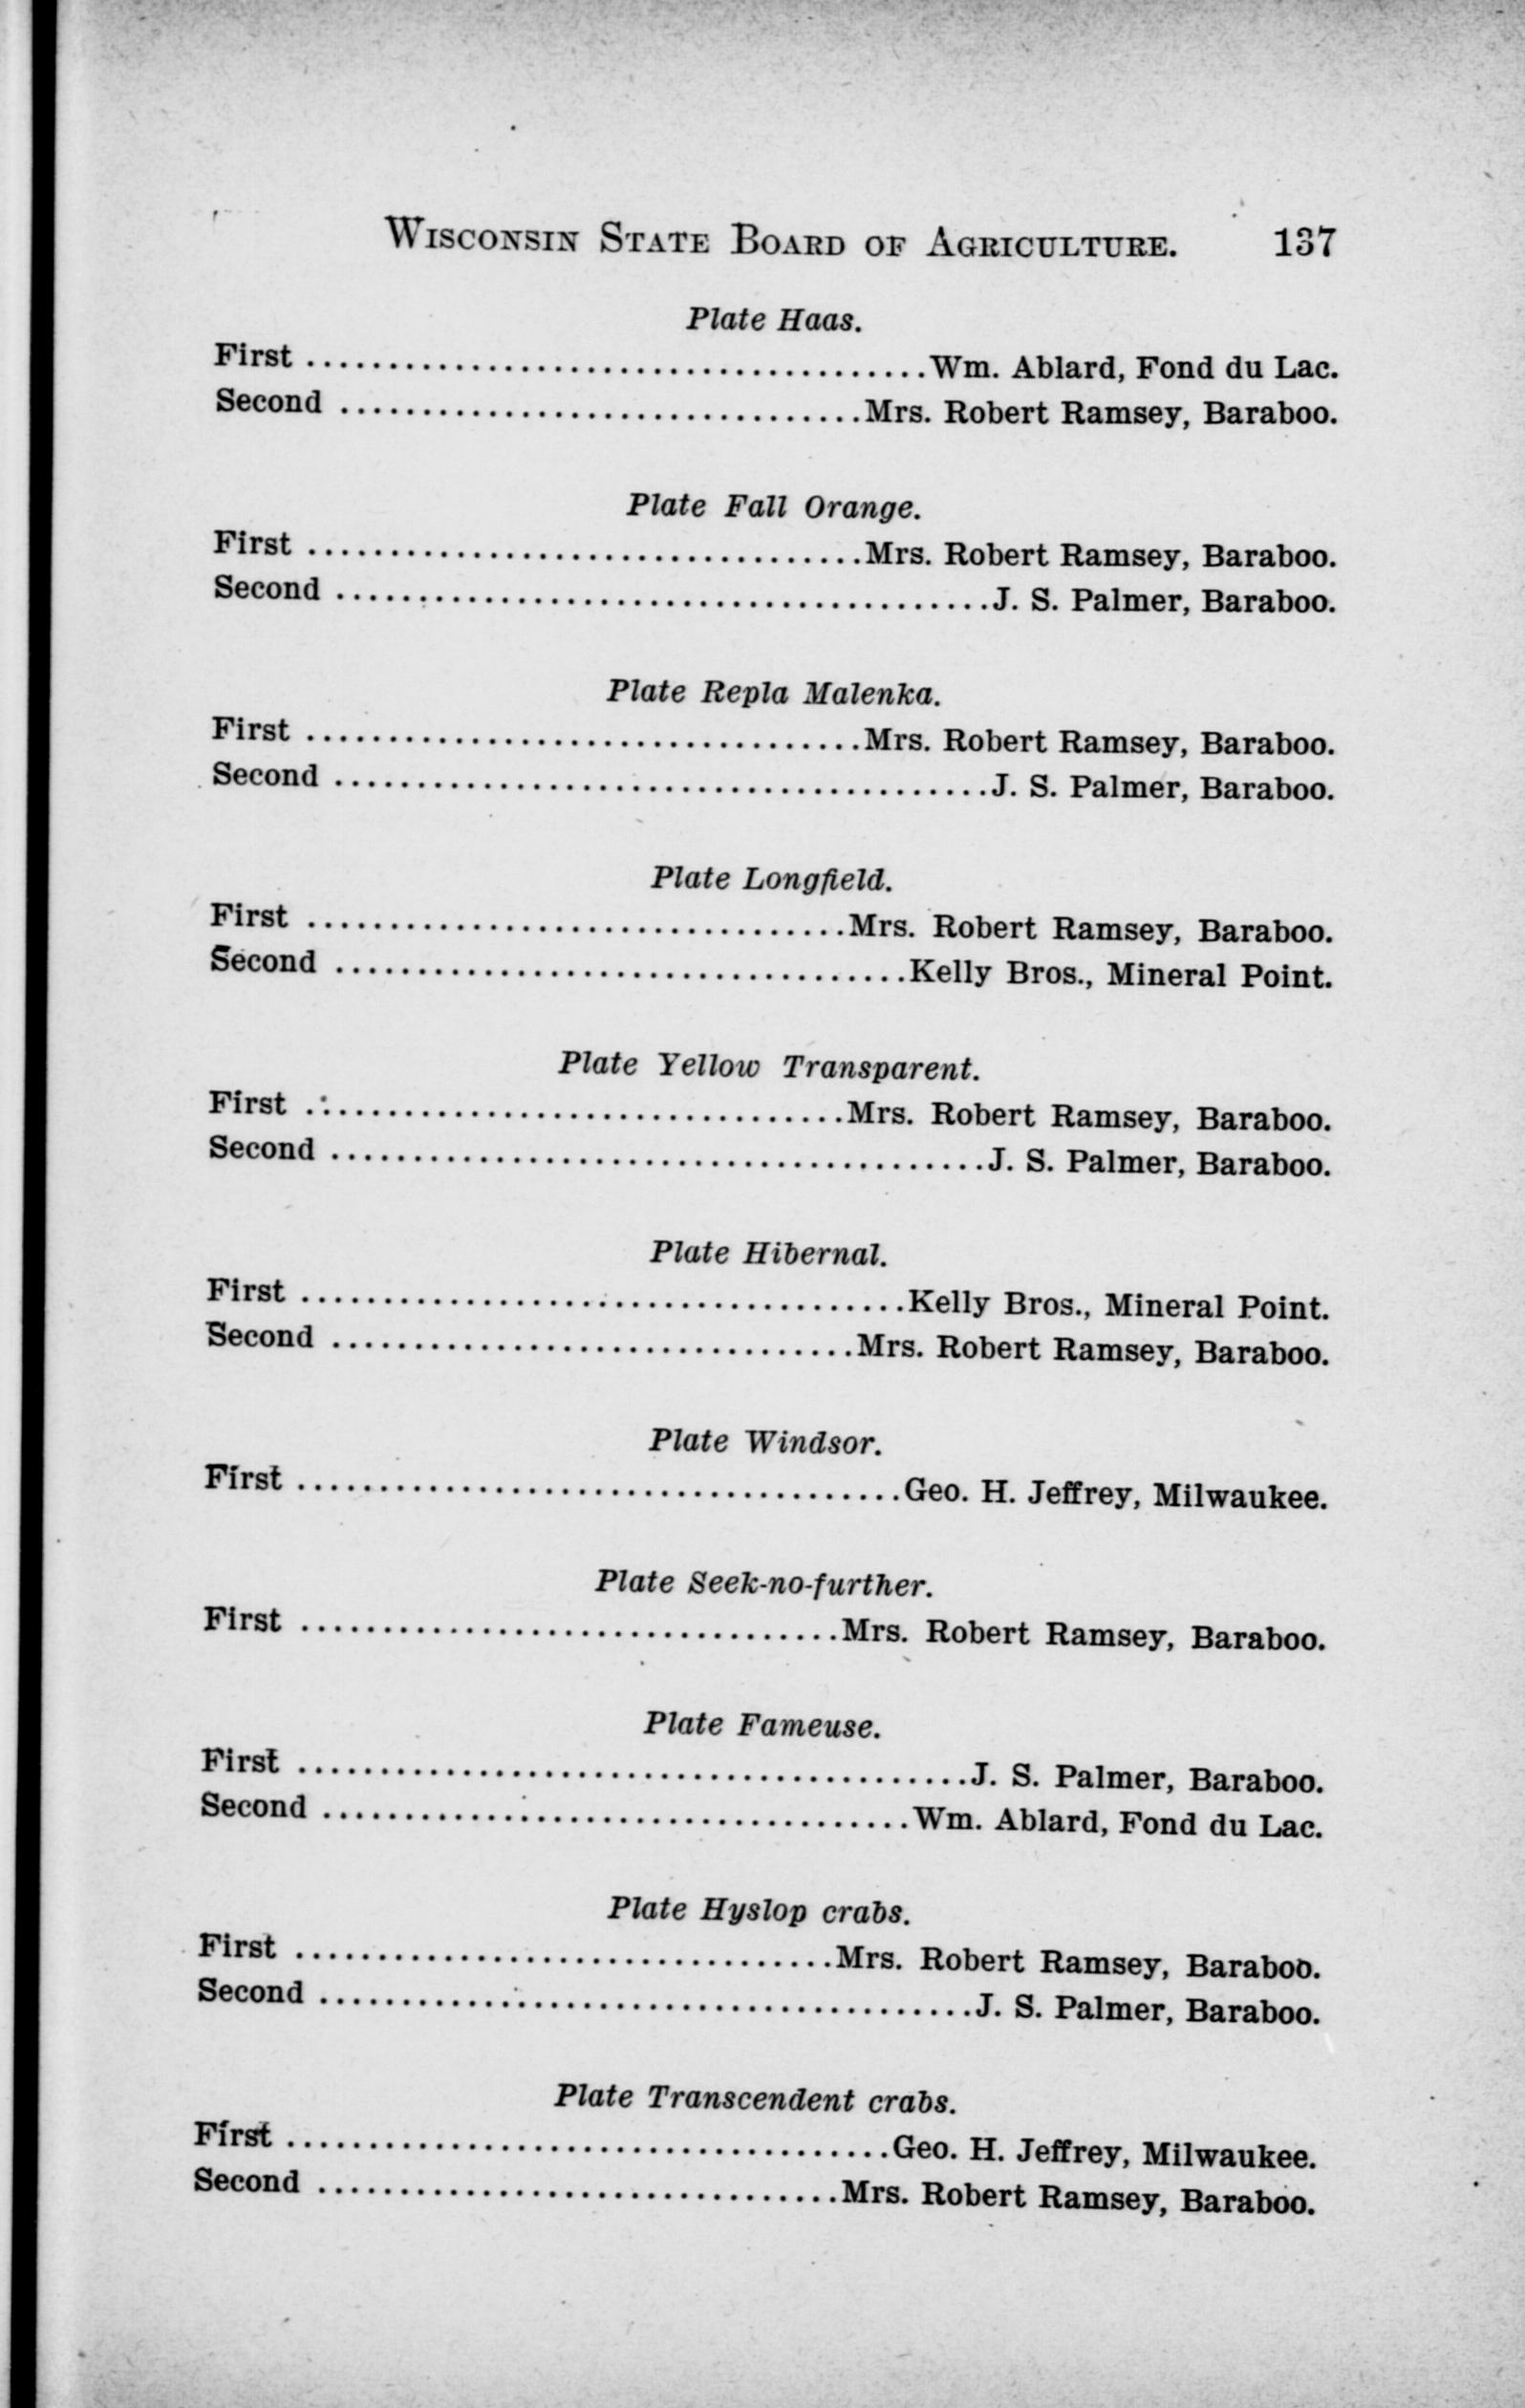 WISCONSIN STATE BOARD OF AGRICULTURE. 137
Plate Haas.
First ......................................Wm. Ablard, Fond du Lac.
Second ................................Mrs. Robert Ramsey, Baraboo.
Plate Fall Orange.
First ..................................Mrs. Robert Ramsey, Baraboo.
Second ........................................J. S. Palmer, Baraboo.
Plate Repla Malenka.
First ..................................Mrs. Robert Ramsey, Baraboo.
Second ........................................J. S. Palmer, Baraboo.
Plate Longfield.
First .................................Mrs. Robert Ramsey, Baraboo.
Second ...................................Kelly Bros., Mineral Point.
Plate Yellow Transparent.
First .................................Mrs. Robert Ramsey, Baraboo.
Second ........................................J. S. Palmer, Baraboo.
Plate Hibernal.
First .....................................Kelly Bros., Mineral Point.
Second ................................Mrs. Robert Ramsey, Baraboo.
Plate Windsor.
First .....................................Geo. H. Jeffrey, Milwaukee.
Plate Seek-no-further.
First .................................Mrs. Robert Ramsey, Baraboo.
Plate Fameuse.
First .........................................J. S. Palmer, Baraboo.
Second ....................................Wm. Ablard, Fond du Lac.
Plate Hyslop crabs.
First .................................Mrs. Robert Ramsey, Baraboo.
Second ........................................J. S. Palmer, Baraboo.
Plate Transcendent crabs.
First .....................................Geo. H. Jeffrey, Milwaukee.
Second ................................Mrs. Robert Ramsey, Baraboo.